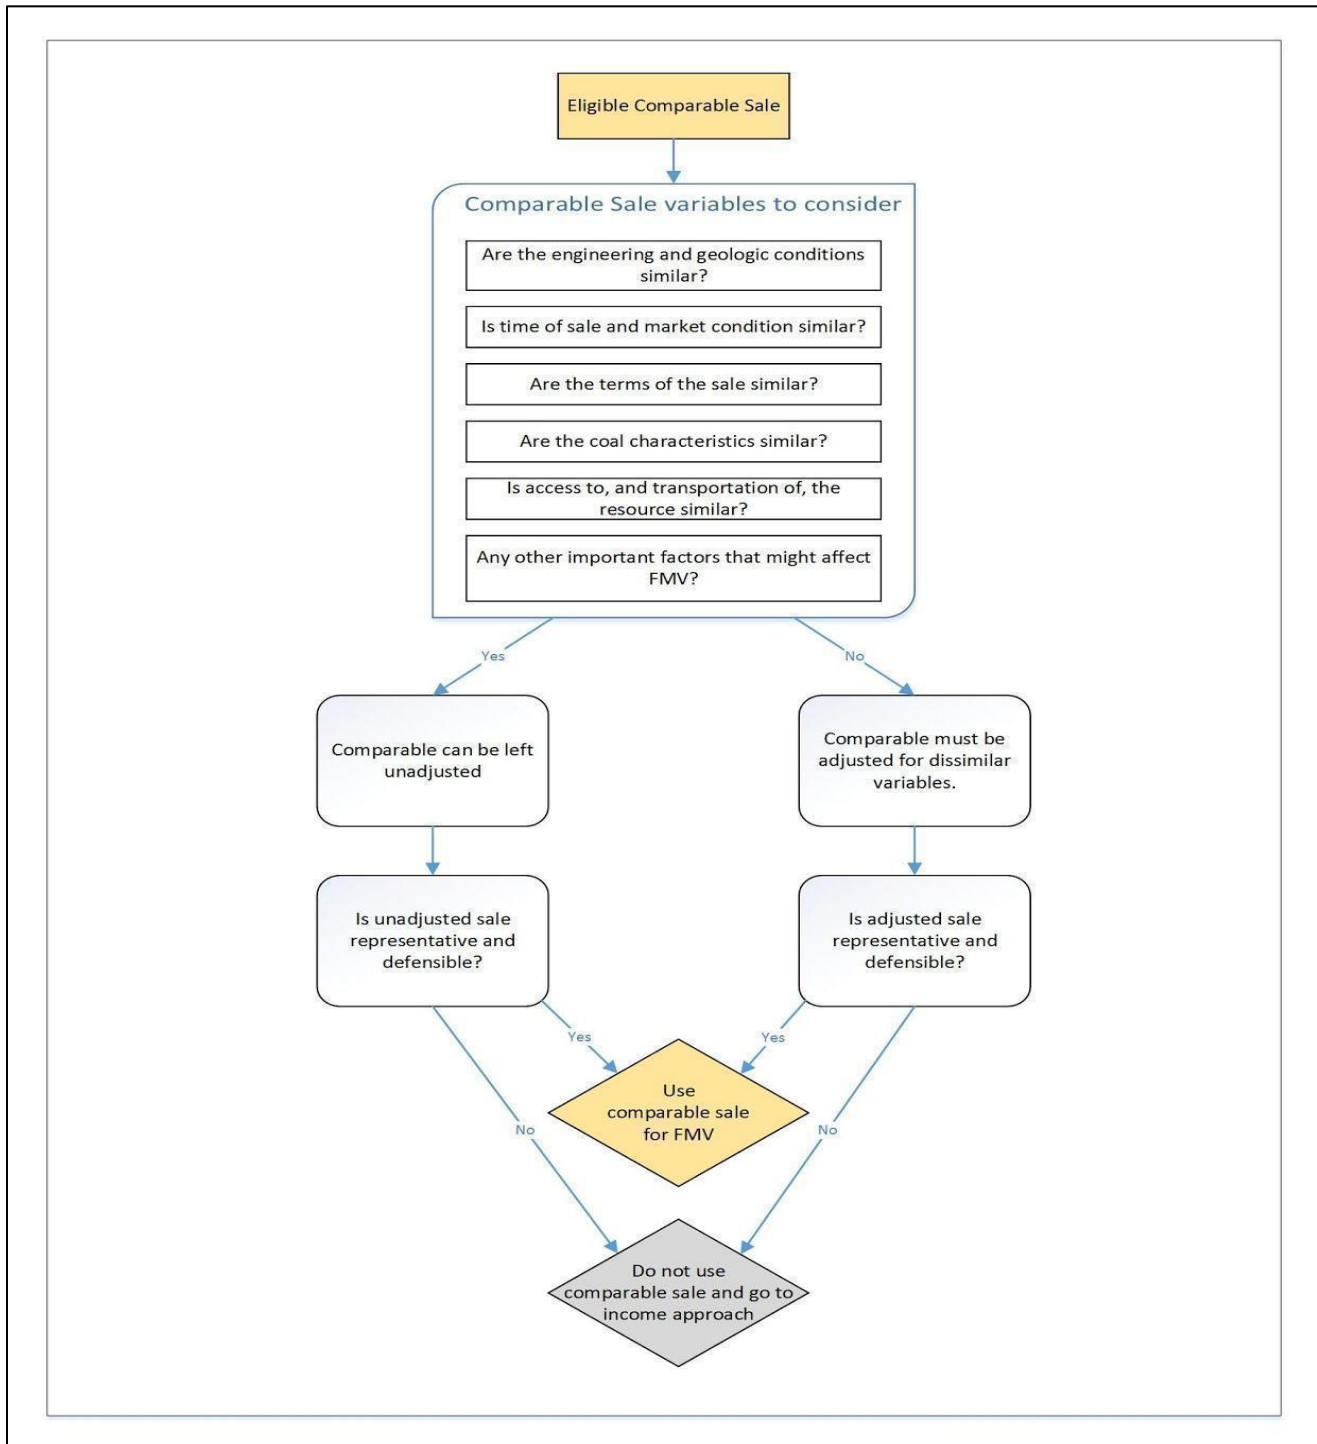 Eligible Comparable Sale
Comparable Sale variables to consider
Are the engineering and geologic conditions
similar?
Is time of sale and market condition similar?
Are the terms of the sale similar?
Are the coal characteristics similar?
Is access to, and transportation of, the
resource similar?
Any other important factors that might affect
FMV?
Yes
No
Comparable can be left
unadjusted
Comparable must be
adjusted for dissimilar
variables.
Is unadjusted sale
representative and
defensible?
Is adjusted sale
representative and
defensible?
Yes
Yes
Use
comparable sale
for FMV
No
No
Do not use
comparable sale and go to
income approach